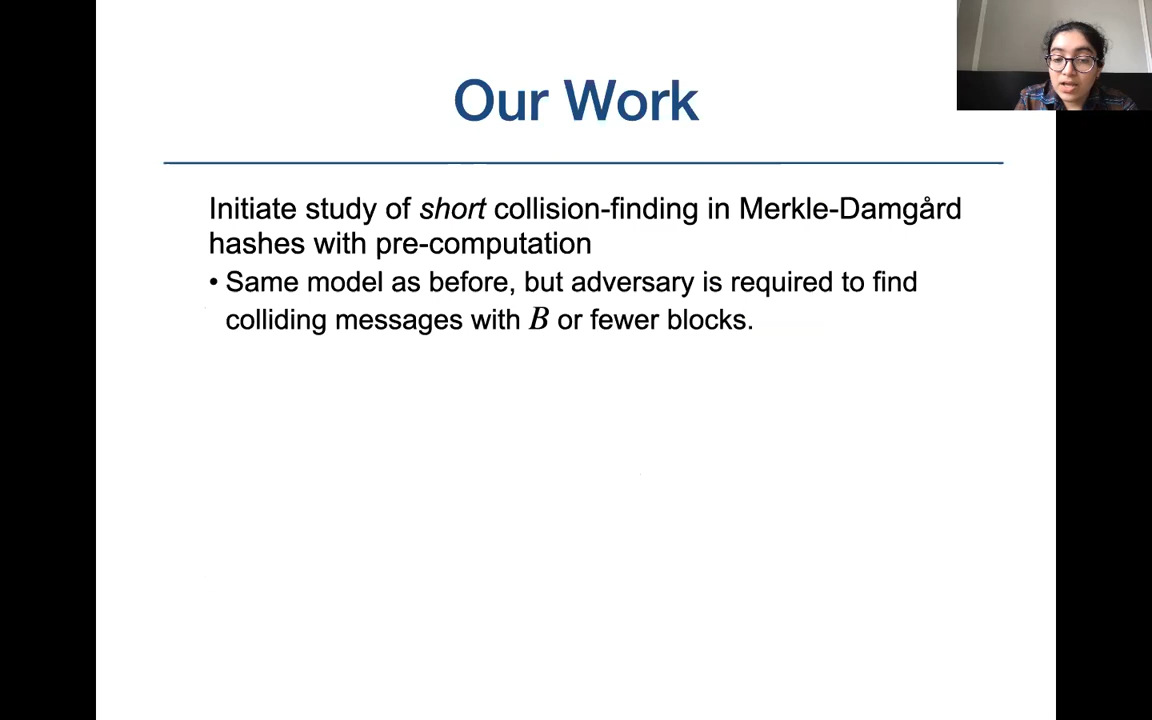 Our Work
Initiate study of short collision-finding in Merkle-Damgård
hashes with pre-computation
• Same model as before, but adversary is required to find
colliding messages with B or fewer blocks.